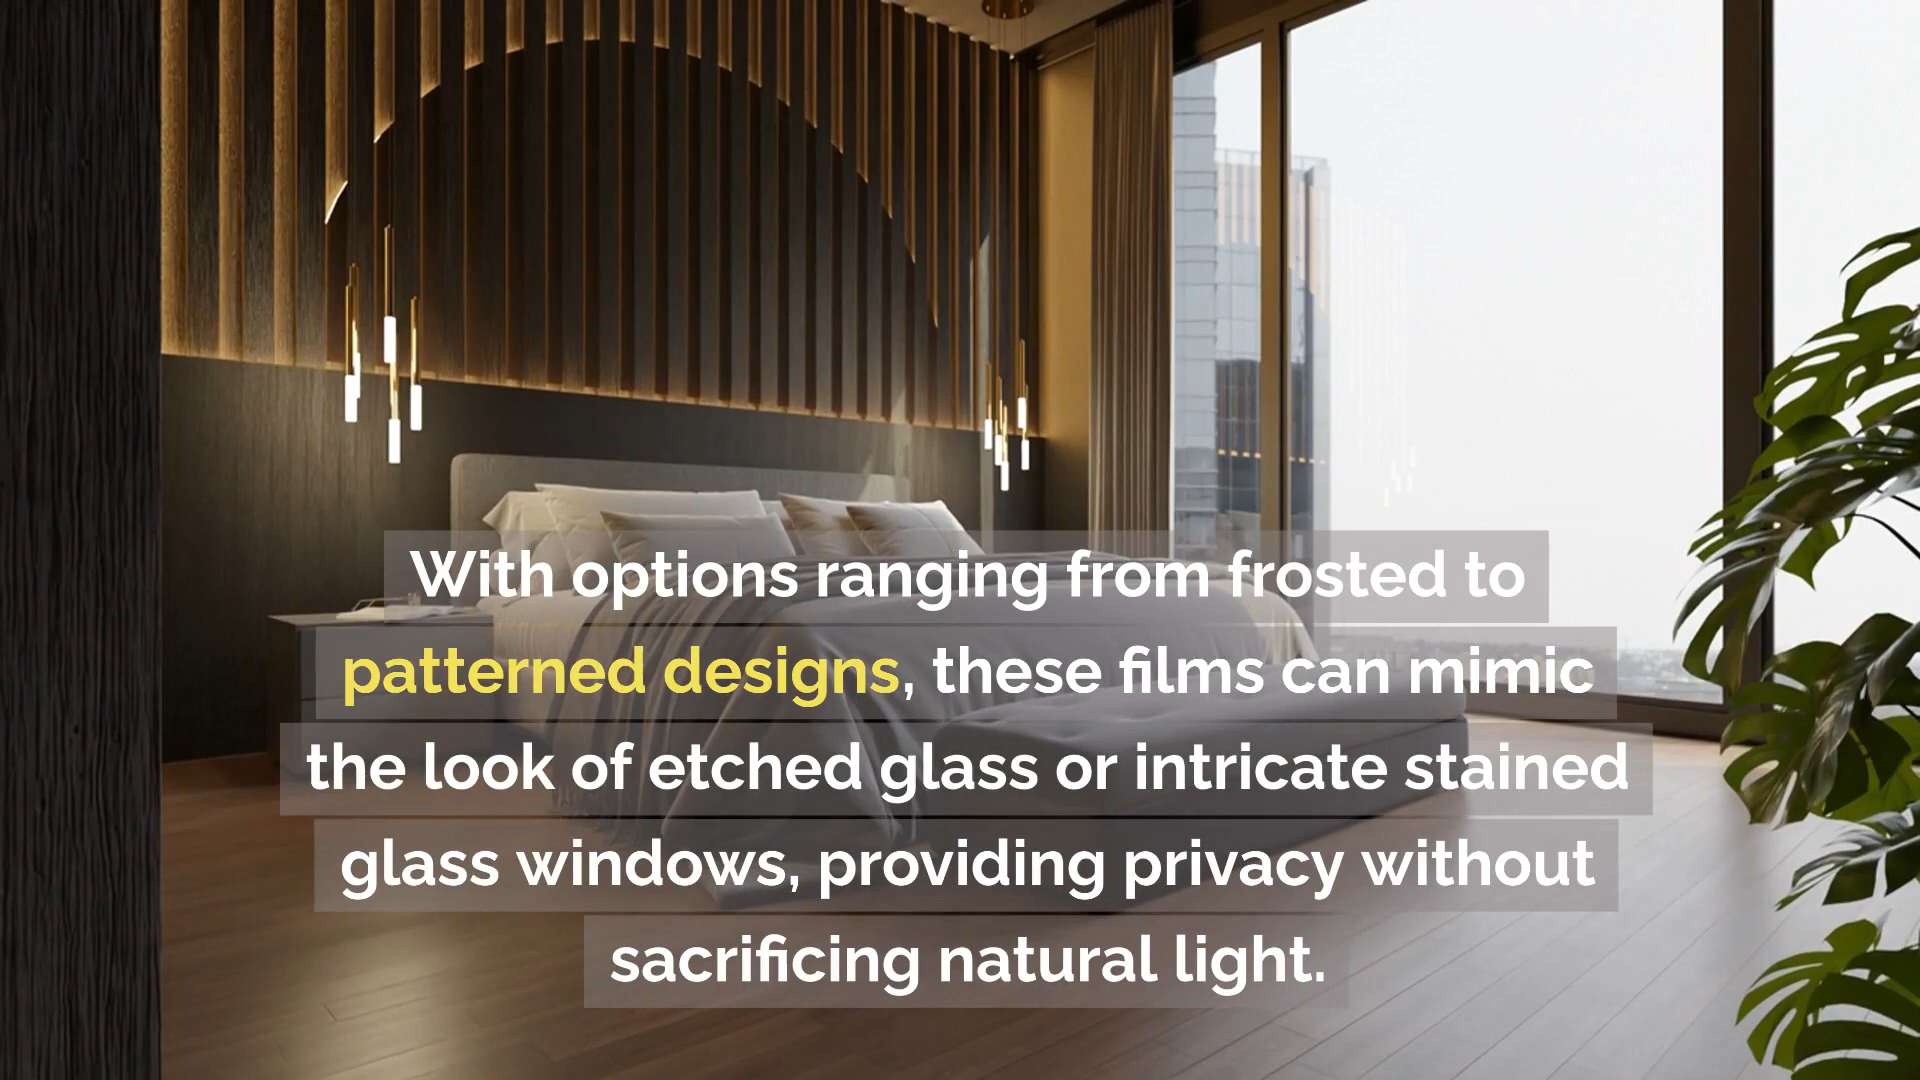 With options ranging from frosted to
patterned designs, these films can mimic
the look of etched glass or intricate stained
glass windows, providing privacy without
sacrificing natural light.